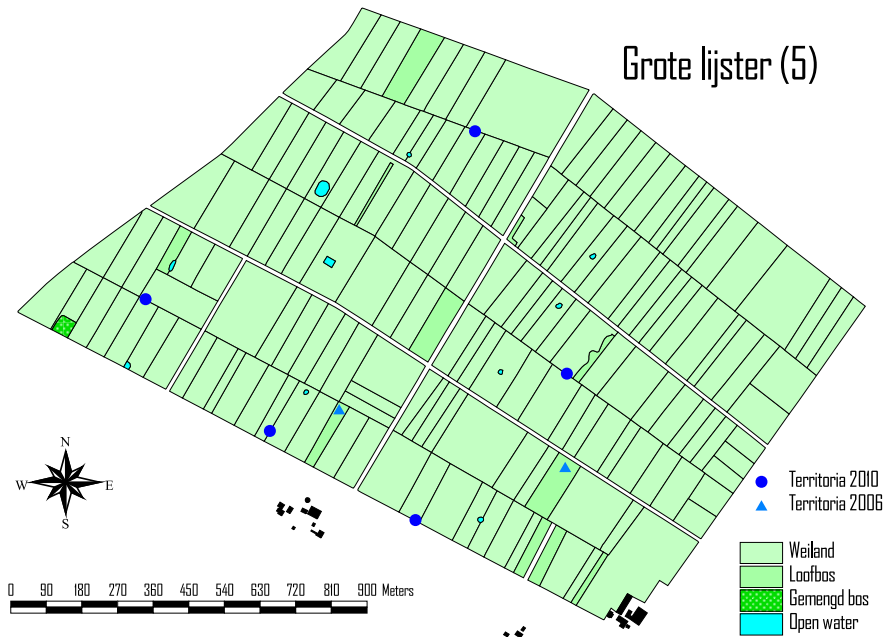 Grote lijster (5)
N
W E
S
Territoria 2010
Territoria 2006
Weiland
Loofbos
Gemengd bos
Open water
0 90 180 270 360 450 540 630 720 810 900 Meters